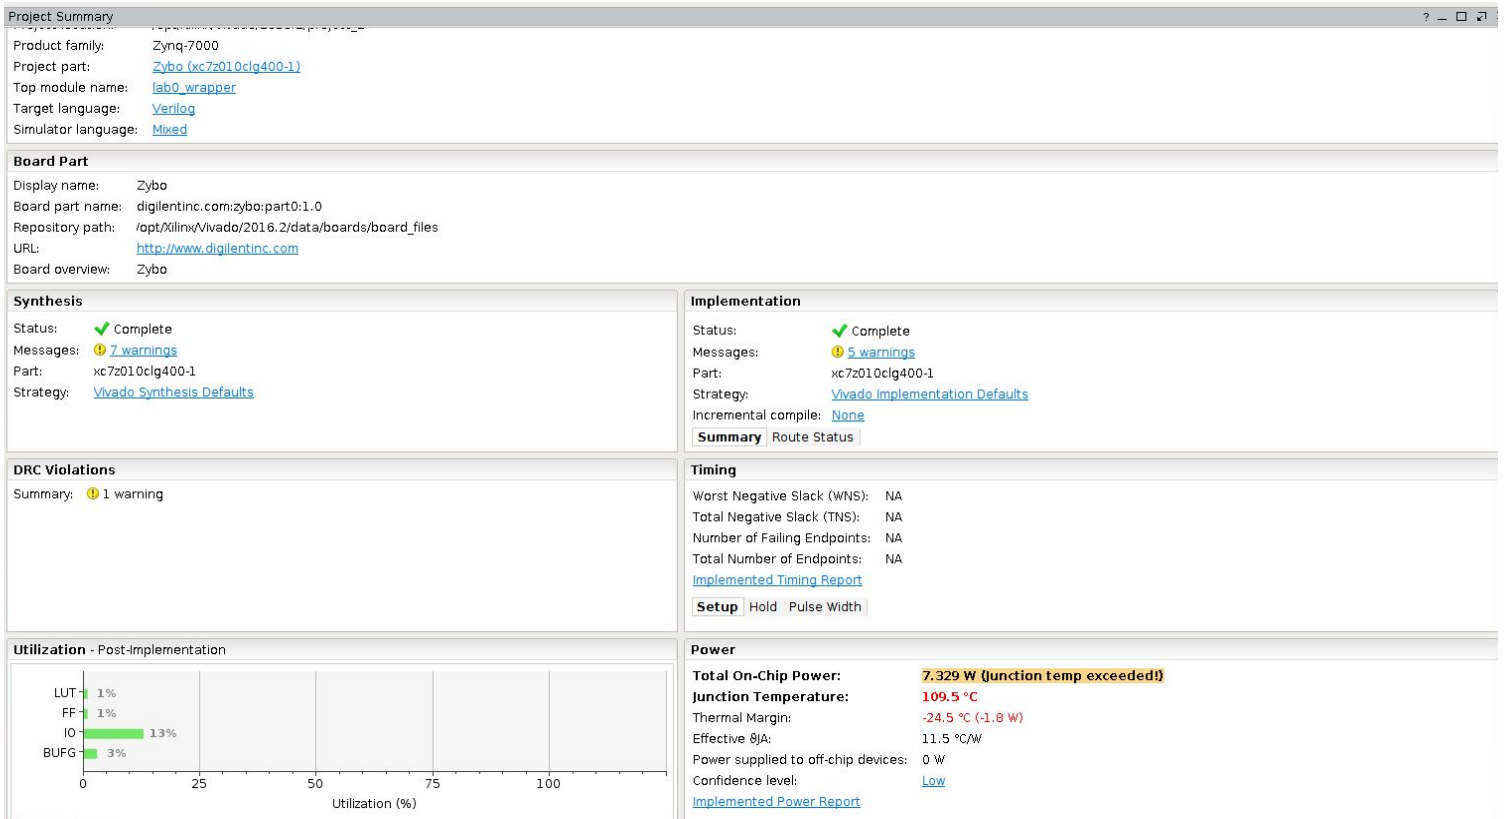 Project Summary
Product family: Zynq-7000
Project part: Zybo (xc7z010clg400-1)
Top module name: lab0_wrapper
Target language: Verilog
Simulator language: Mixed
Board Part
Display name: Zybo
Board part name: digilentinc.com:zybo:part0:1.0
Repository path: /opt/Xilinx/Vivado/2016.2/data/boards/board_files
URL: http://www.digilentinc.com
Board overview: Zybo
Synthesis
Status: Complete
Messages: 7 warnings
Part: xc7z010clg400-1
Strategy: Vivado Synthesis Defaults
Implementation
Status: Complete
Messages: 5 warnings
Part: xc7z010clg400-1
Strategy: Vivado Implementation Defaults
Incremental compile: None
Summary Route Status
DRC Violations
Summary: 1 warning
Timing
Worst Negative Slack (WNS): NA
Total Negative Slack (TNS): NA
Number of Failing Endpoints: NA
Total Number of Endpoints: NA
Implemented Timing Report
Setup Hold Pulse Width
Utilization - Post-Implementation
LUT 1%
FF 1%
IO 13%
BUFG 3%
0 25 50 75 100
Utilization (%)
Power
Total On-Chip Power: 7.329 W (Junction temp exceeded!)
Junction Temperature: 109.5 °C
Thermal Margin: -24.5 °C (-1.8 W)
Effective ϑJA: 11.5 °C/W
Power supplied to off-chip devices: 0 W
Confidence level: Low
Implemented Power Report